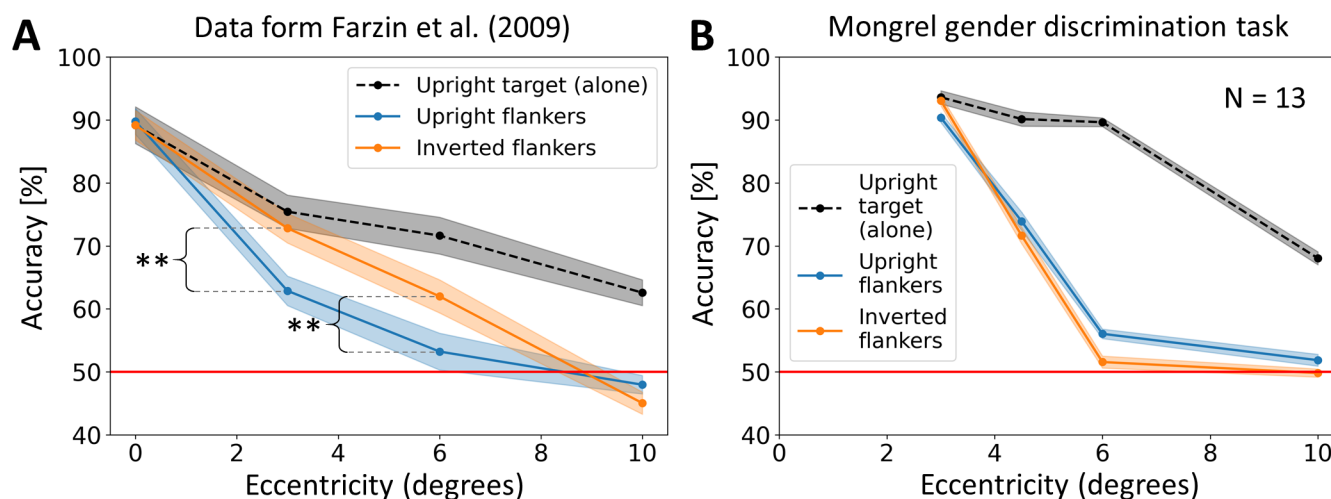 A
Data form Farzin et al. (2009)
Accuracy [%]
100
90
80
70
60
50
40
Upright target (alone)
Upright flankers
Inverted flankers
**
**
0
2
4
6
8
10
Eccentricity (degrees)
B
Mongrel gender discrimination task
Accuracy [%]
100
90
80
70
60
50
40
N = 13
Upright
target
(alone)
Upright
flankers
Inverted
flankers
0
2
4
6
8
10
Eccentricity (degrees)